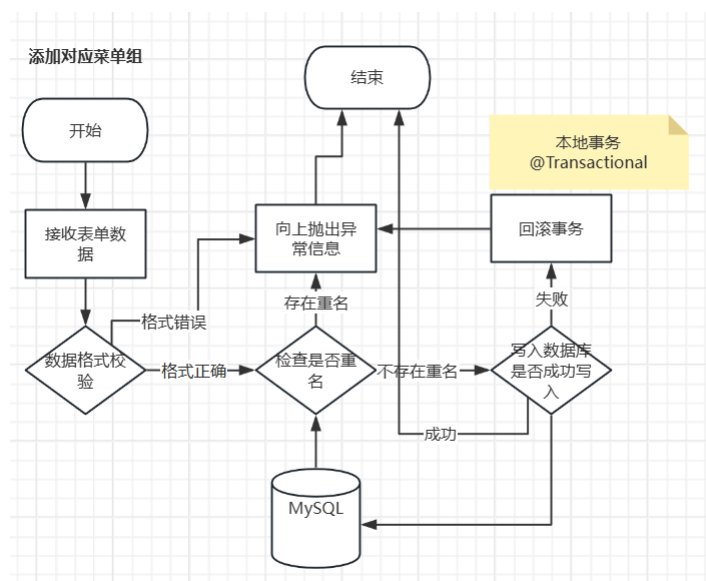 添加对应菜单组
结束
开始
本地事务
@Transactional
接收表单数
据
向上抛出异
常信息
回滚事务
存在重名
失败
格式错误
数据格式校
验
格式正确
检查是否重
名
不存在重名
写入数据库
是否成功写
入
成功
MySQL